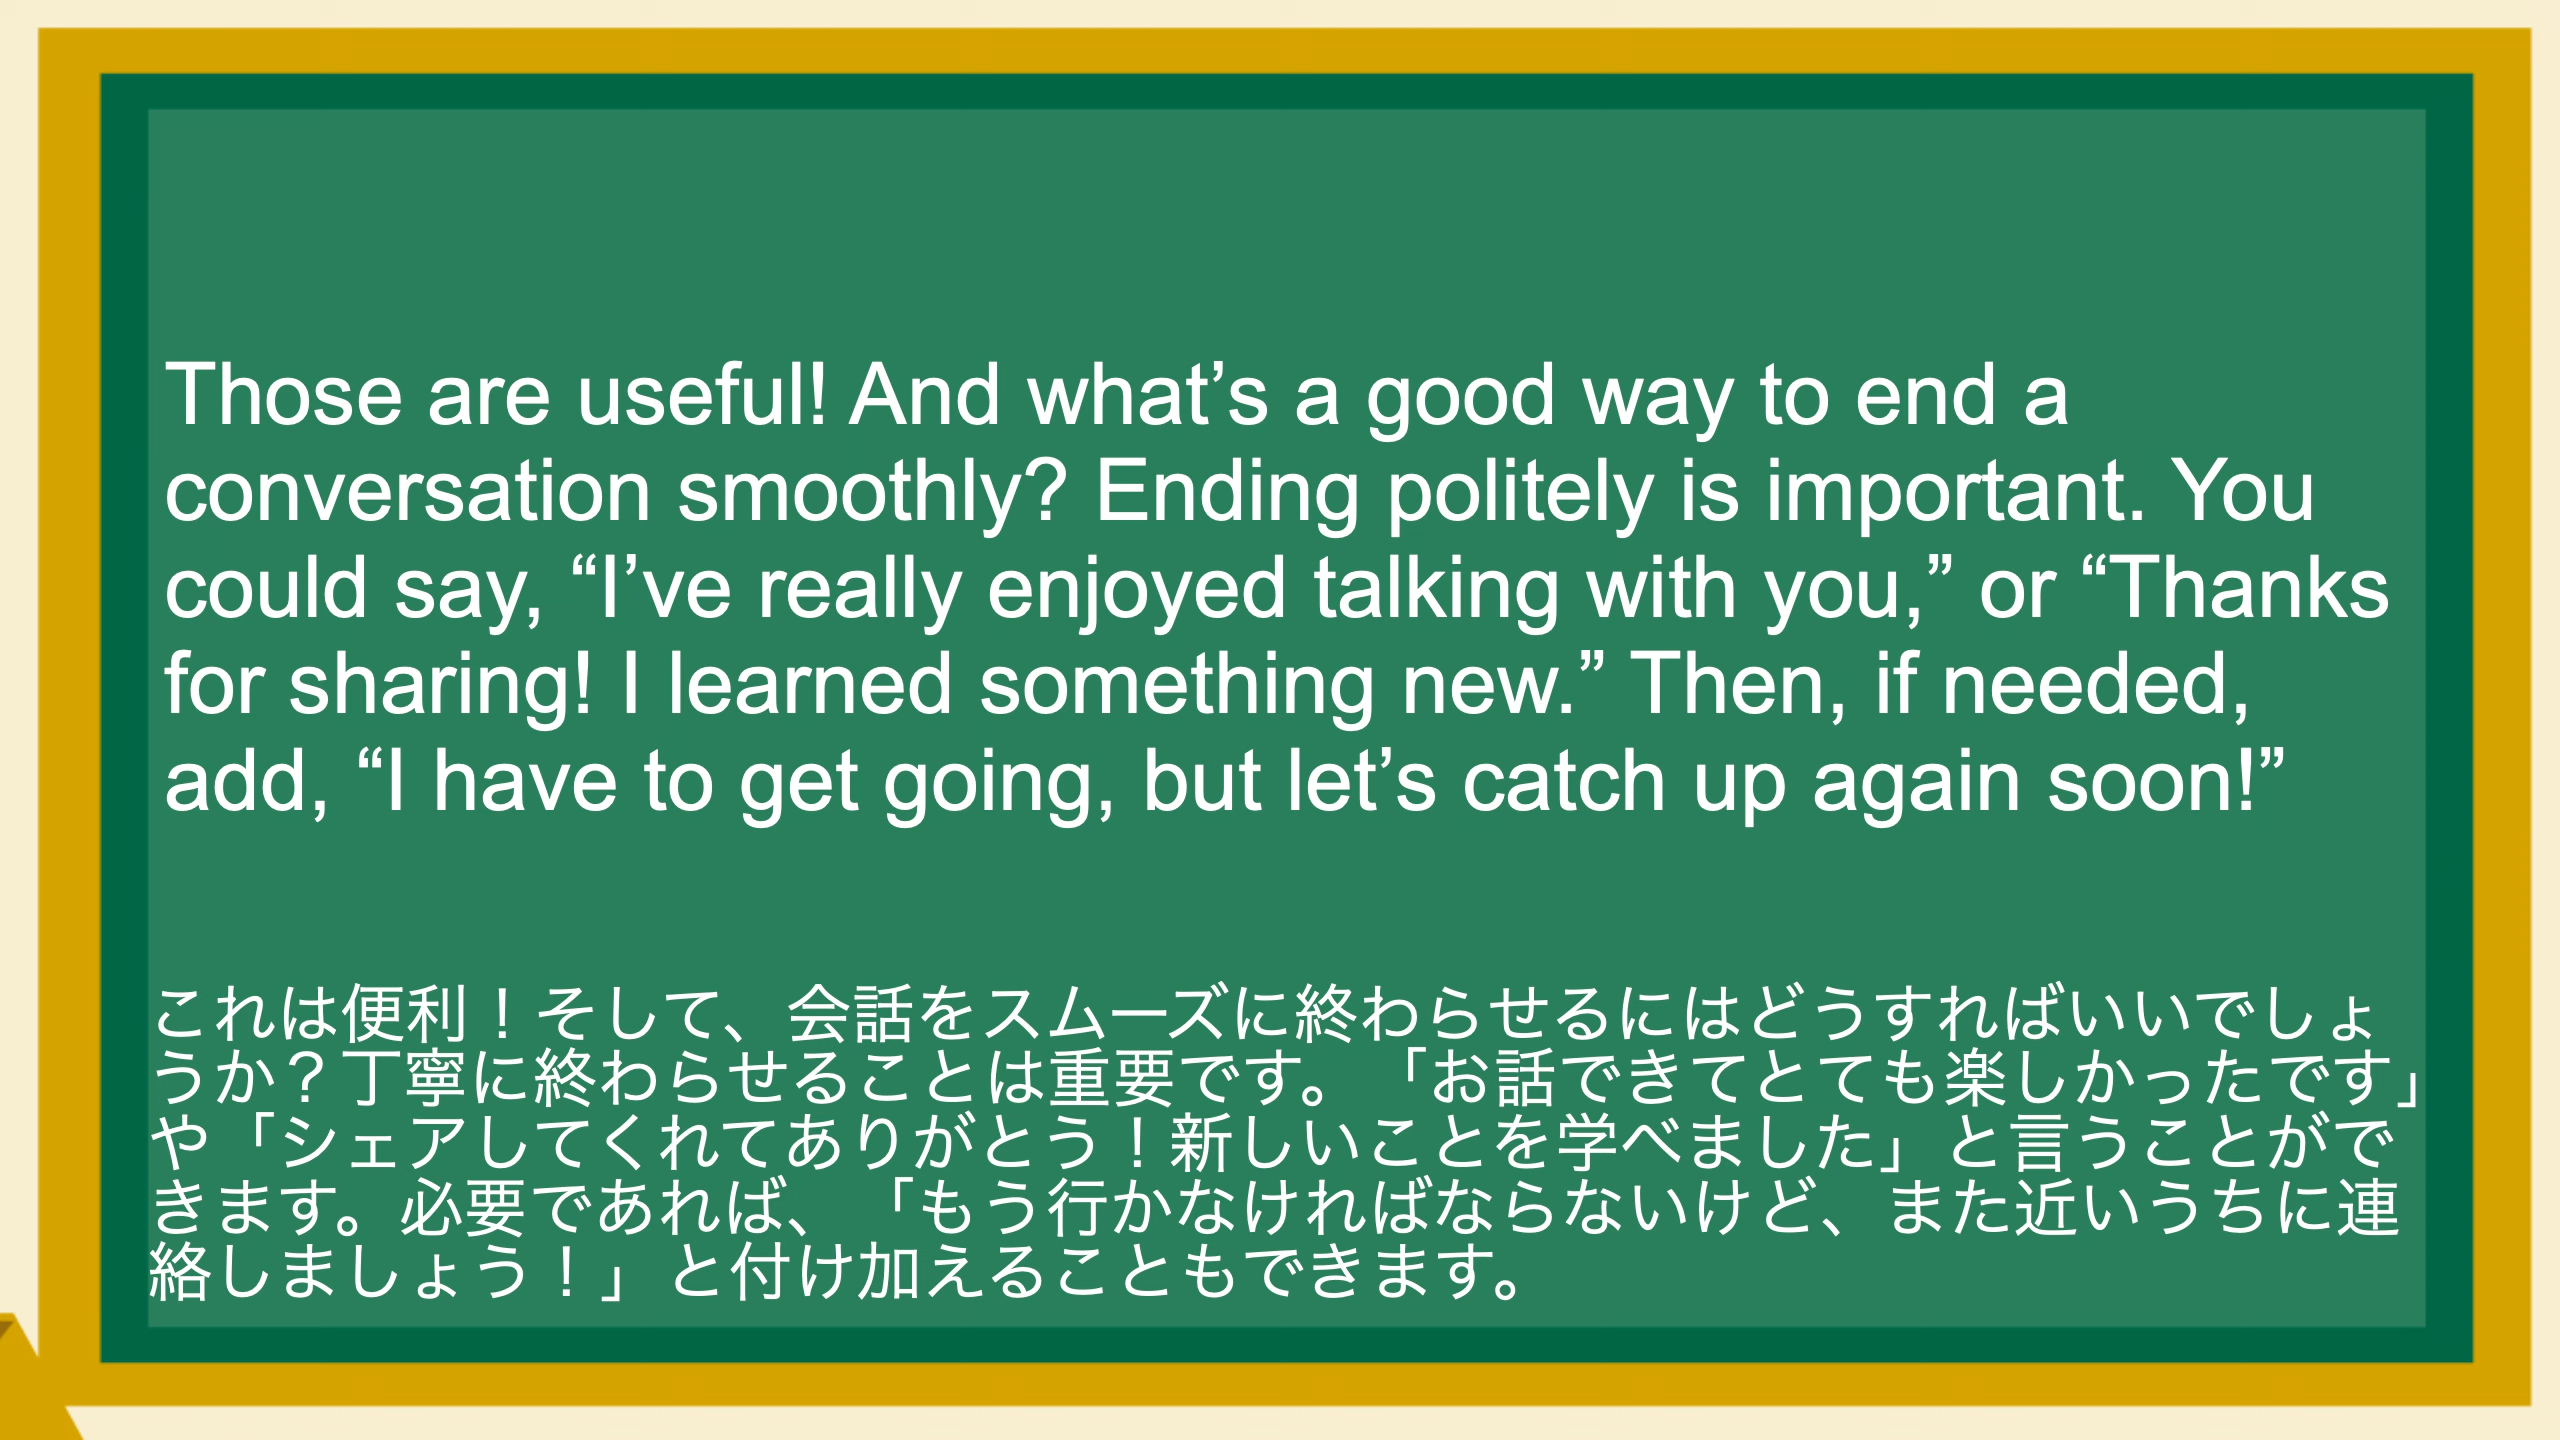 Those are useful! And what’s a good way to end a
conversation smoothly? Ending politely is important. You
could say, “I’ve really enjoyed talking with you,” or “Thanks
for sharing! I learned something new.” Then, if needed,
add, “I have to get going, but let’s catch up again soon!”
これは便利！そして、会話をスムーズに終わらせるにはどうすればいいでしょ
うか？丁寧に終わらせることは重要です。「お話できてとても楽しかったです」
や「シェアしてくれてありがとう！新しいことを学べました」と言うことがで
きます。必要であれば、「もう行かなければならないけど、また近いうちに連
絡しましょう！」と付け加えることもできます。